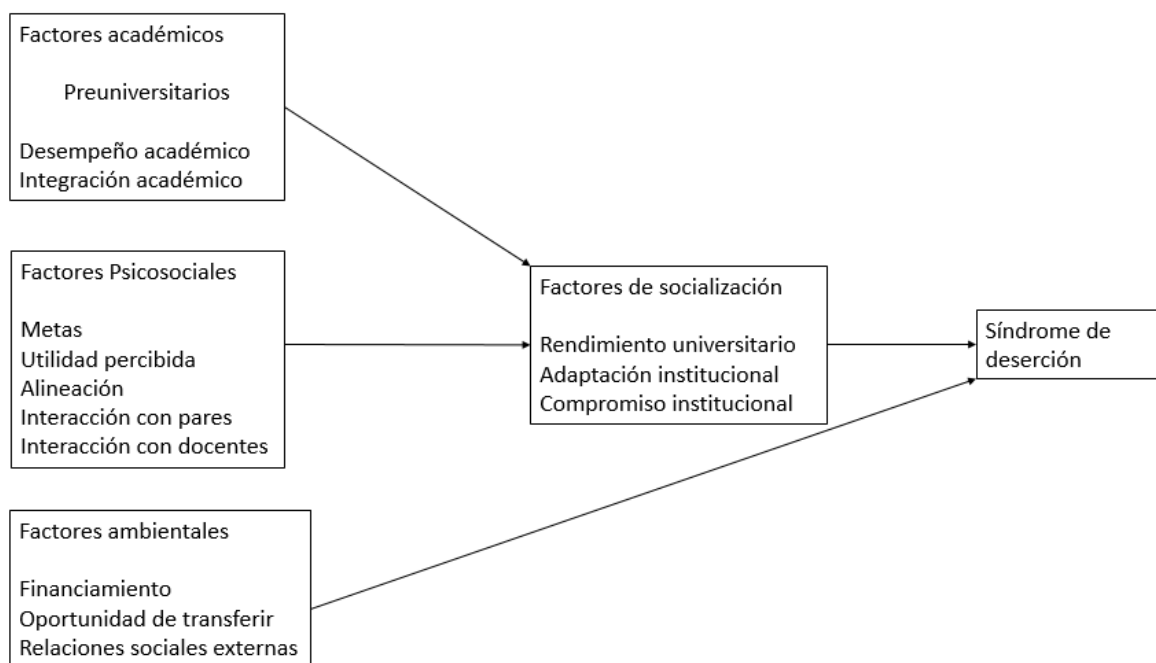 Factores académicos
Preuniversitarios
Desempeño académico
Integración académico
Factores Psicosociales
Metas
Utilidad percibida
Alineación
Interacción con pares
Interacción con docentes
Factores ambientales
Financiamiento
Oportunidad de transferir
Relaciones sociales externas
Factores de socialización
Rendimiento universitario
Adaptación institucional
Compromiso institucional
Síndrome de
deserción